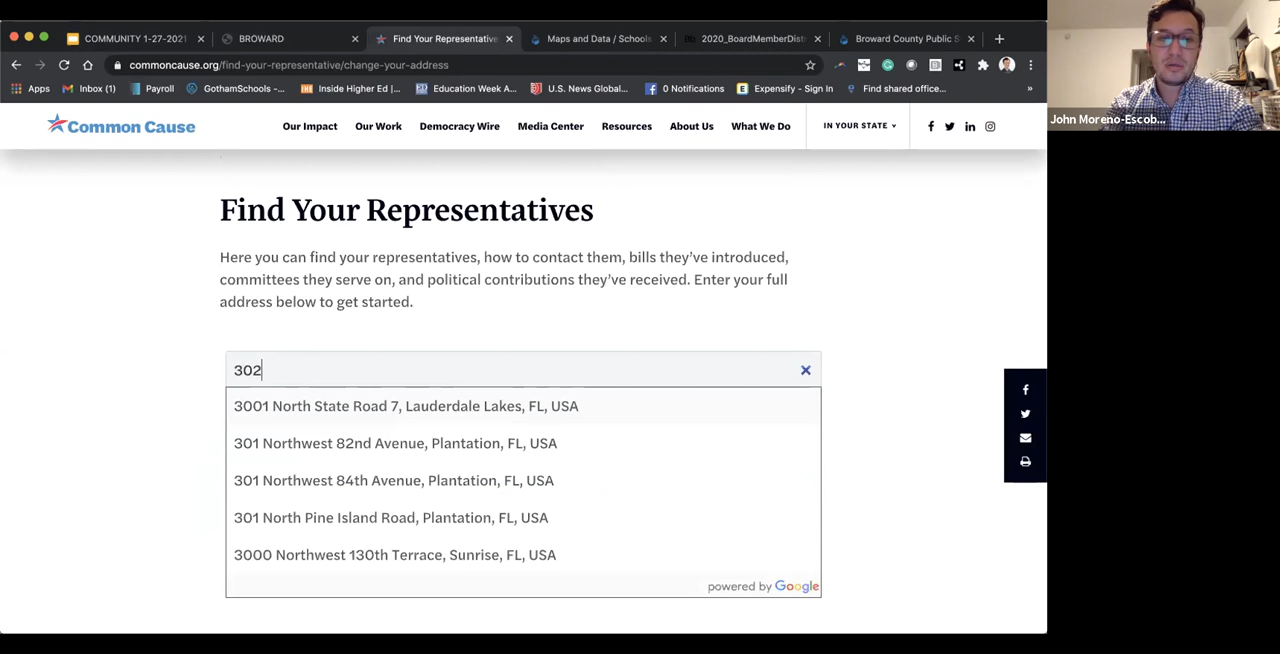 COMMUNITY 1-27-2021
BROWARD
Find Your Representative
Maps and Data / Schools
2020_BoardMemberDist
Broward County Public S
commoncause.org/find-your-representative/change-your-address
Apps
Inbox (1)
Payroll
GothamSchools –...
Inside Higher Ed |...
Education Week A...
U.S. News Global...
0 Notifications
Expensify - Sign In
Find shared office...
»
Common Cause
Our Impact
Our Work
Democracy Wire
Media Center
Resources
About Us
What We Do
IN YOUR STATE
John Moreno-Escob...
Find Your Representatives
Here you can find your representatives, how to contact them, bills they've introduced,
committees they serve on, and political contributions they've received. Enter your full
address below to get started.
302
3001 North State Road 7, Lauderdale Lakes, FL, USA
301 Northwest 82nd Avenue, Plantation, FL, USA
301 Northwest 84th Avenue, Plantation, FL, USA
301 North Pine Island Road, Plantation, FL, USA
3000 Northwest 130th Terrace, Sunrise, FL, USA
powered by Google